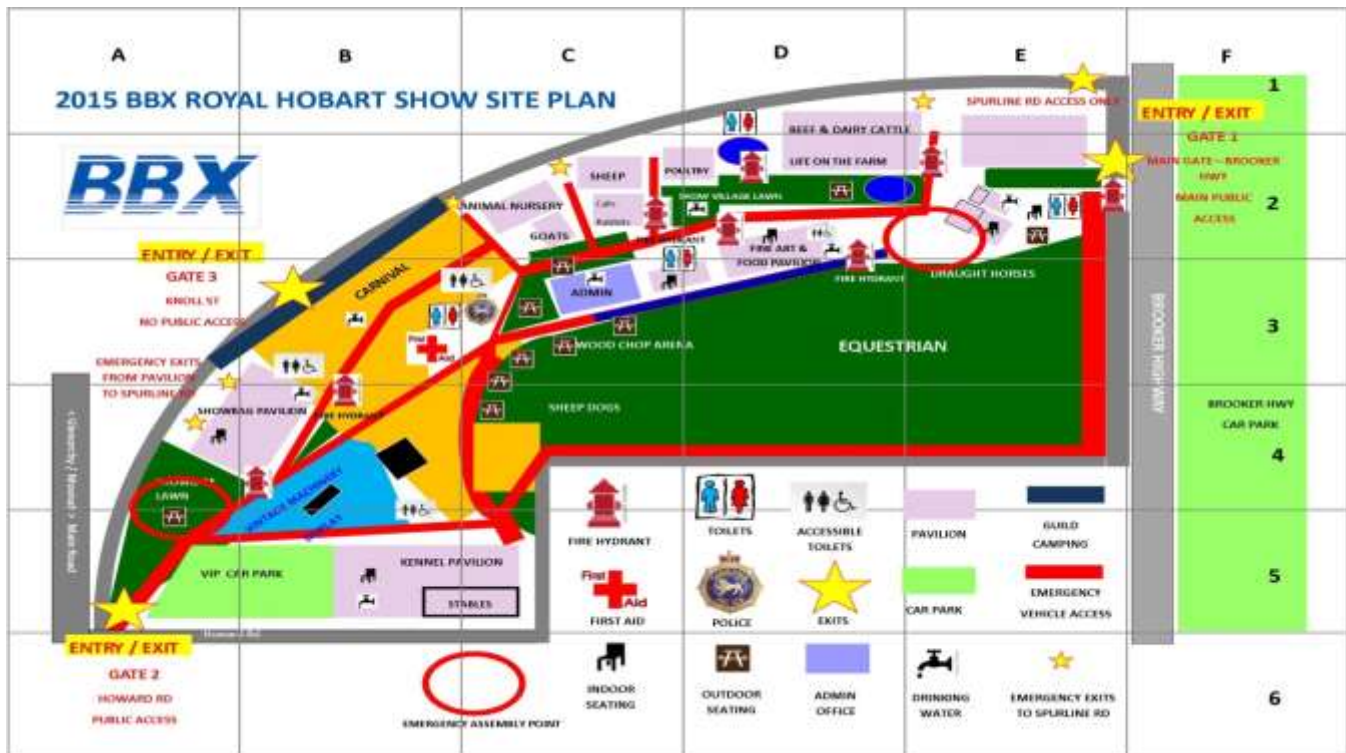 A B C D E F
2015 BBX ROYAL HOBART SHOW SITE PLAN
BBX
1
SPURLINE RD ACCESS ONLY
ENTRY / EXIT
GATE 1
MAIN GATE - BROOKER
HWY
MAIN PUBLIC
ACCESS
BEEF & DAIRY CATTLE
LIFE ON THE FARM
POULTRY
SHEEP
SHOW VILLAGE LAWN
2
ANIMAL NURSERY
GOATS
FIRE HYDRANT
FINE ART &
FOOD PAVILION
FIRE HYDRANT
DRAUGHT HORSES
ENTRY / EXIT
GATE 3
KNOLL ST
NO PUBLIC ACCESS
CARNIVAL
ADMIN
3
First
Aid
WOOD CHOP ARENA
EQUESTRIAN
BROOKER HIGHWAY
EMERGENCY EXITS
FROM PAVILION
TO SPURLINE RD
SHOWBAG PAVILION
FIRE HYDRANT
SHEEP DOGS
BROOKER HWY
CAR PARK
4
LAWN
VINTAGE MACHINERY
DISPLAY
VIP CAR PARK
KENNEL PAVILION
STABLES
5
Howard Rd
ENTRY / EXIT
GATE 2
HOWARD RD
PUBLIC ACCESS
FIRE HYDRANT
TOILETS
ACCESSIBLE
TOILETS
PAVILION
GUILD
CAMPING
First
Aid
FIRST AID
POLICE
EXITS
CAR PARK
EMERGENCY
VEHICLE ACCESS
EMERGENCY ASSEMBLY POINT
INDOOR
SEATING
OUTDOOR
SEATING
ADMIN
OFFICE
DRINKING
WATER
EMERGENCY EXITS
TO SPURLINE RD
6